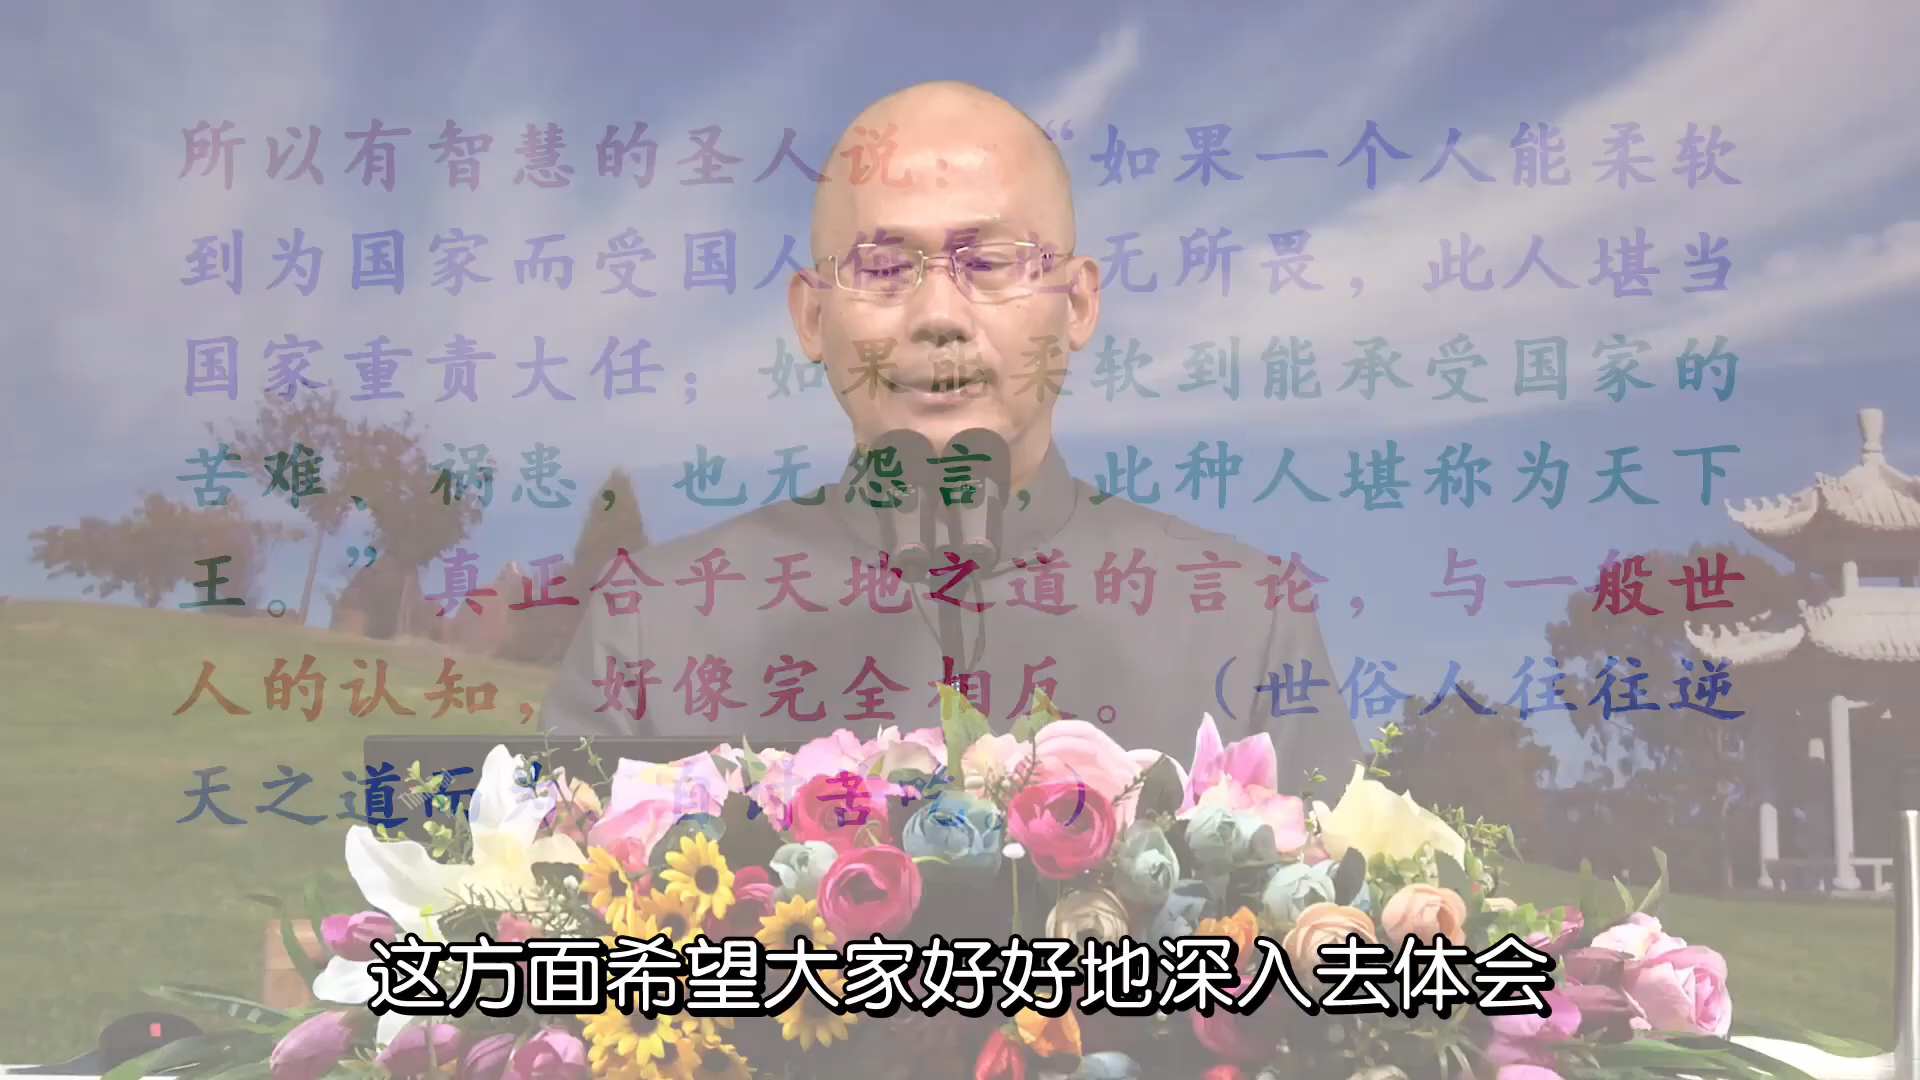 所以有智慧的圣人说：“如果一个人能柔软
到为国家而受国人侮辱也无所畏，此人堪当
国家重责大任；如果能柔软到能承受国家的
苦难、祸患，也无怨言，此种人堪称为天下
王。”真正合乎天地之道的言论，与一般世
人的认知，好像完全相反。（世俗人往往逆
天之道而为，自讨苦吃。）
这方面希望大家好好地深入去体会